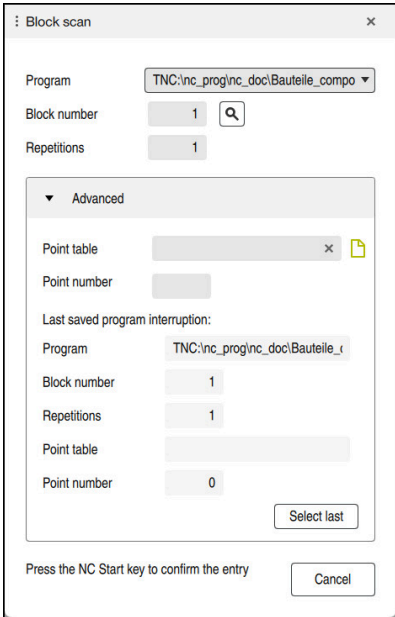 Block scan
Program TNC:\nc_prog\nc_doc\Bauteile_compo
Block number 1
Repetitions 1
Advanced
Point table
Point number
Last saved program interruption:
Program TNC:\nc_prog\nc_doc\Bauteile_
Block number 1
Repetitions 1
Point table
Point number 0
Select last
Press the NC Start key to confirm the entry
Cancel